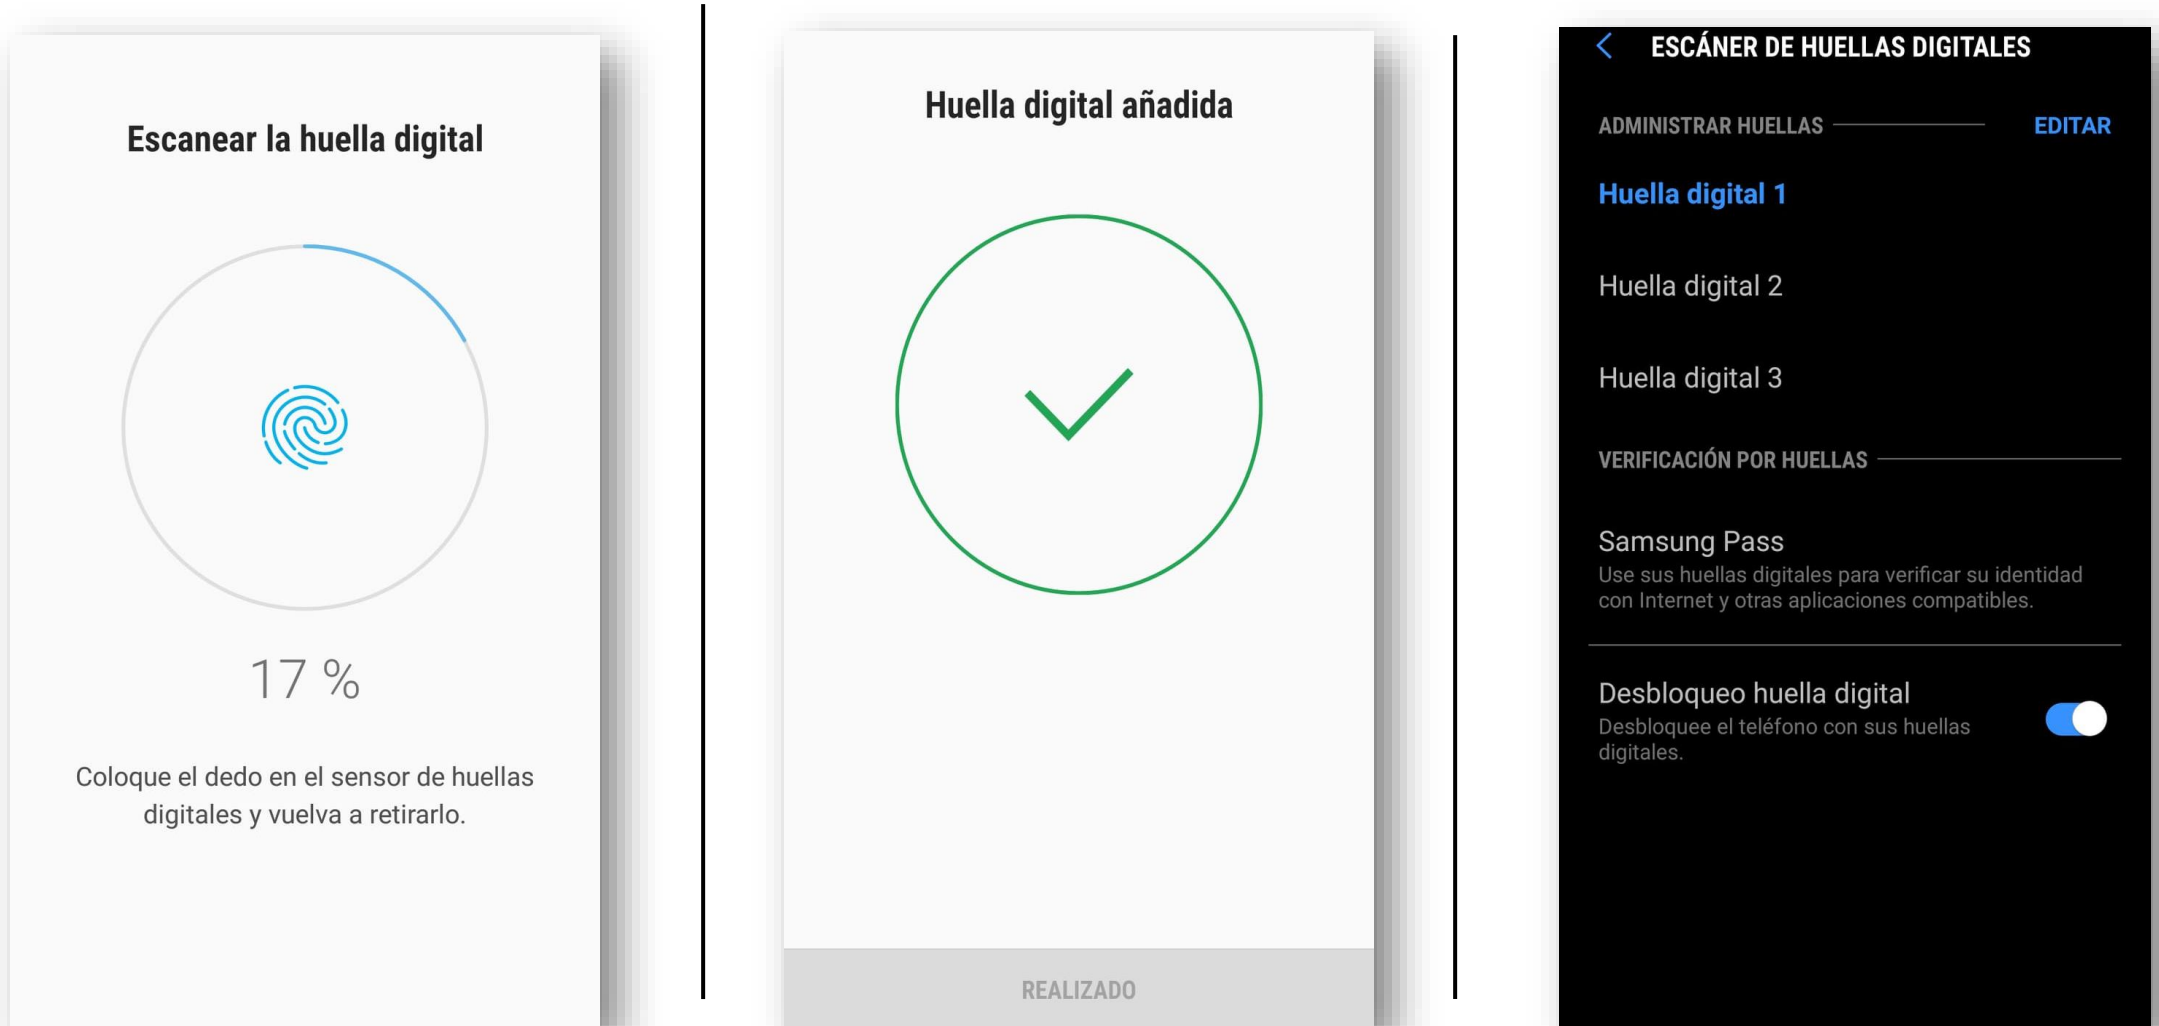 Escanear la huella digital
17 %
Coloque el dedo en el sensor de huellas
digitales y vuelva a retirarlo.
Huella digital añadida
REALIZADO
ESCÁNER DE HUELLAS DIGITALES
ADMINISTRAR HUELLAS EDITAR
Huella digital 1
Huella digital 2
Huella digital 3
VERIFICACIÓN POR HUELLAS
Samsung Pass
Use sus huellas digitales para verificar su identidad
con Internet y otras aplicaciones compatibles.
Desbloqueo huella digital
Desbloquee el teléfono con sus huellas
digitales.